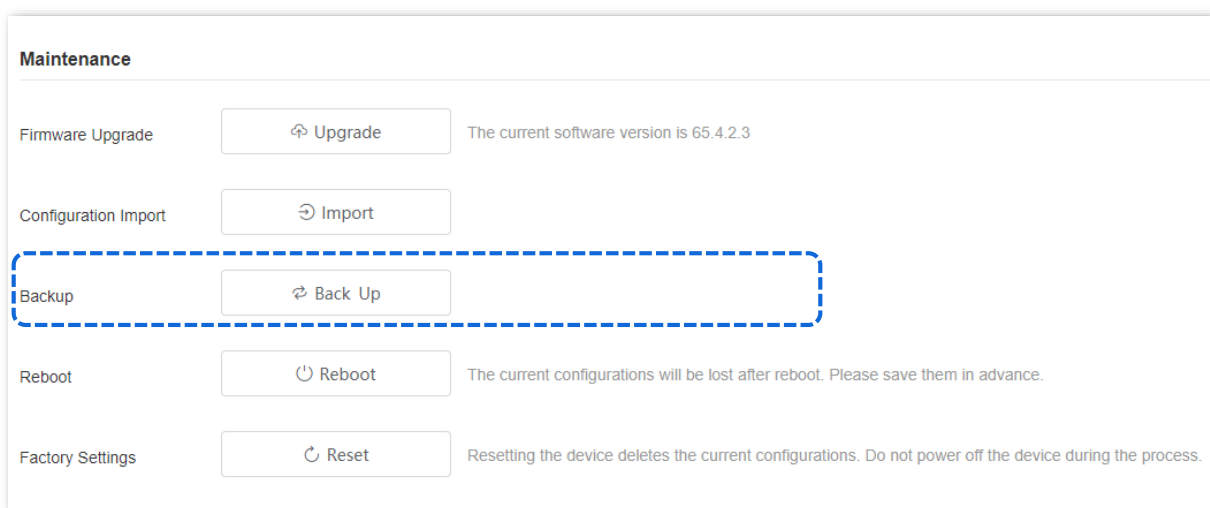 Maintenance
Firmware Upgrade Upgrade The current software version is 65.4.2.3
Configuration Import Import
Backup Back Up
Reboot Reboot The current configurations will be lost after reboot. Please save them in advance.
Factory Settings Reset Resetting the device deletes the current configurations. Do not power off the device during the process.